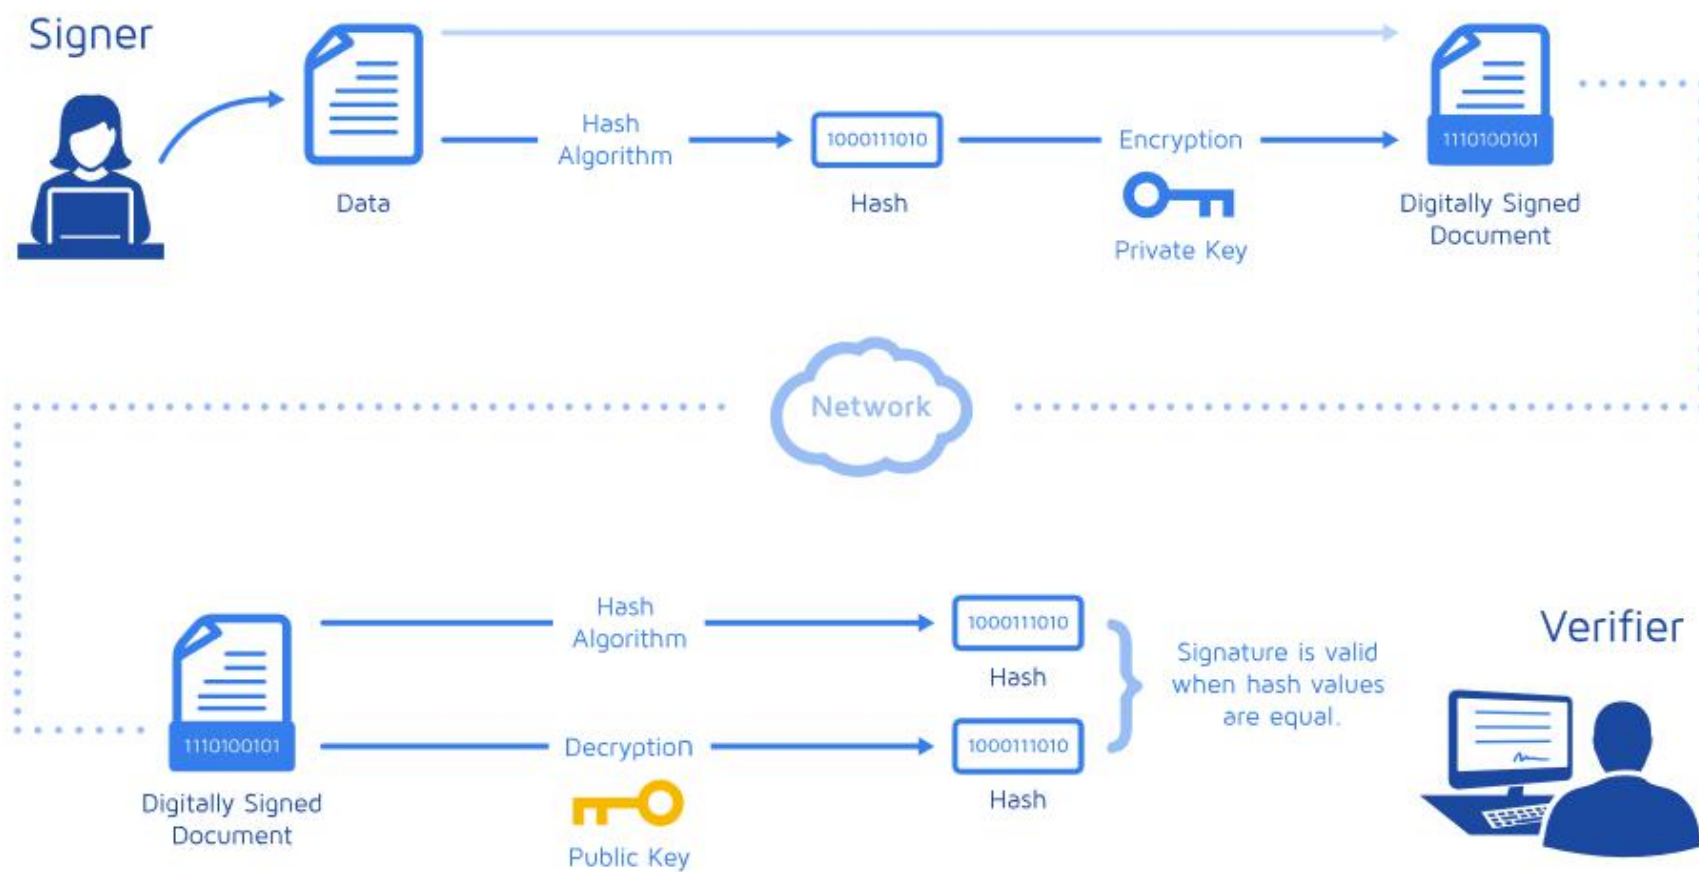 Signer
Hash
Algorithm
1000111010
Encryption
1110100101
Data
Hash
Private Key
Digitally Signed
Document
Network
Hash
Algorithm
1000111010
Hash
Signature is valid
when hash values
are equal.
Verifier
1110100101
Decryption
1000111010
Hash
Digitally Signed
Document
Public Key